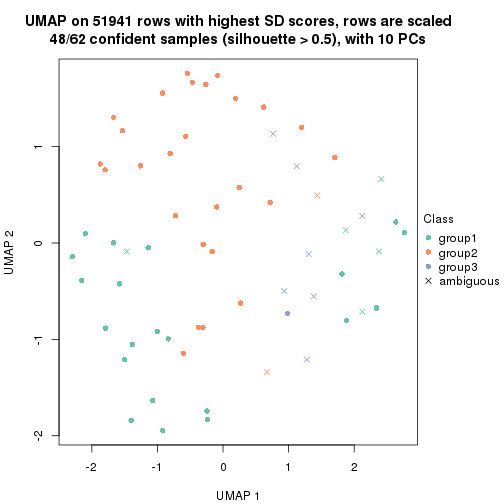 UMAP on 51941 rows with highest SD scores, rows are scaled
48/62 confident samples (silhouette > 0.5), with 10 PCs
UMAP 2
1
0
-1
-2
-2
-1
0
1
2
UMAP 1
Class
group1
group2
group3
ambiguous